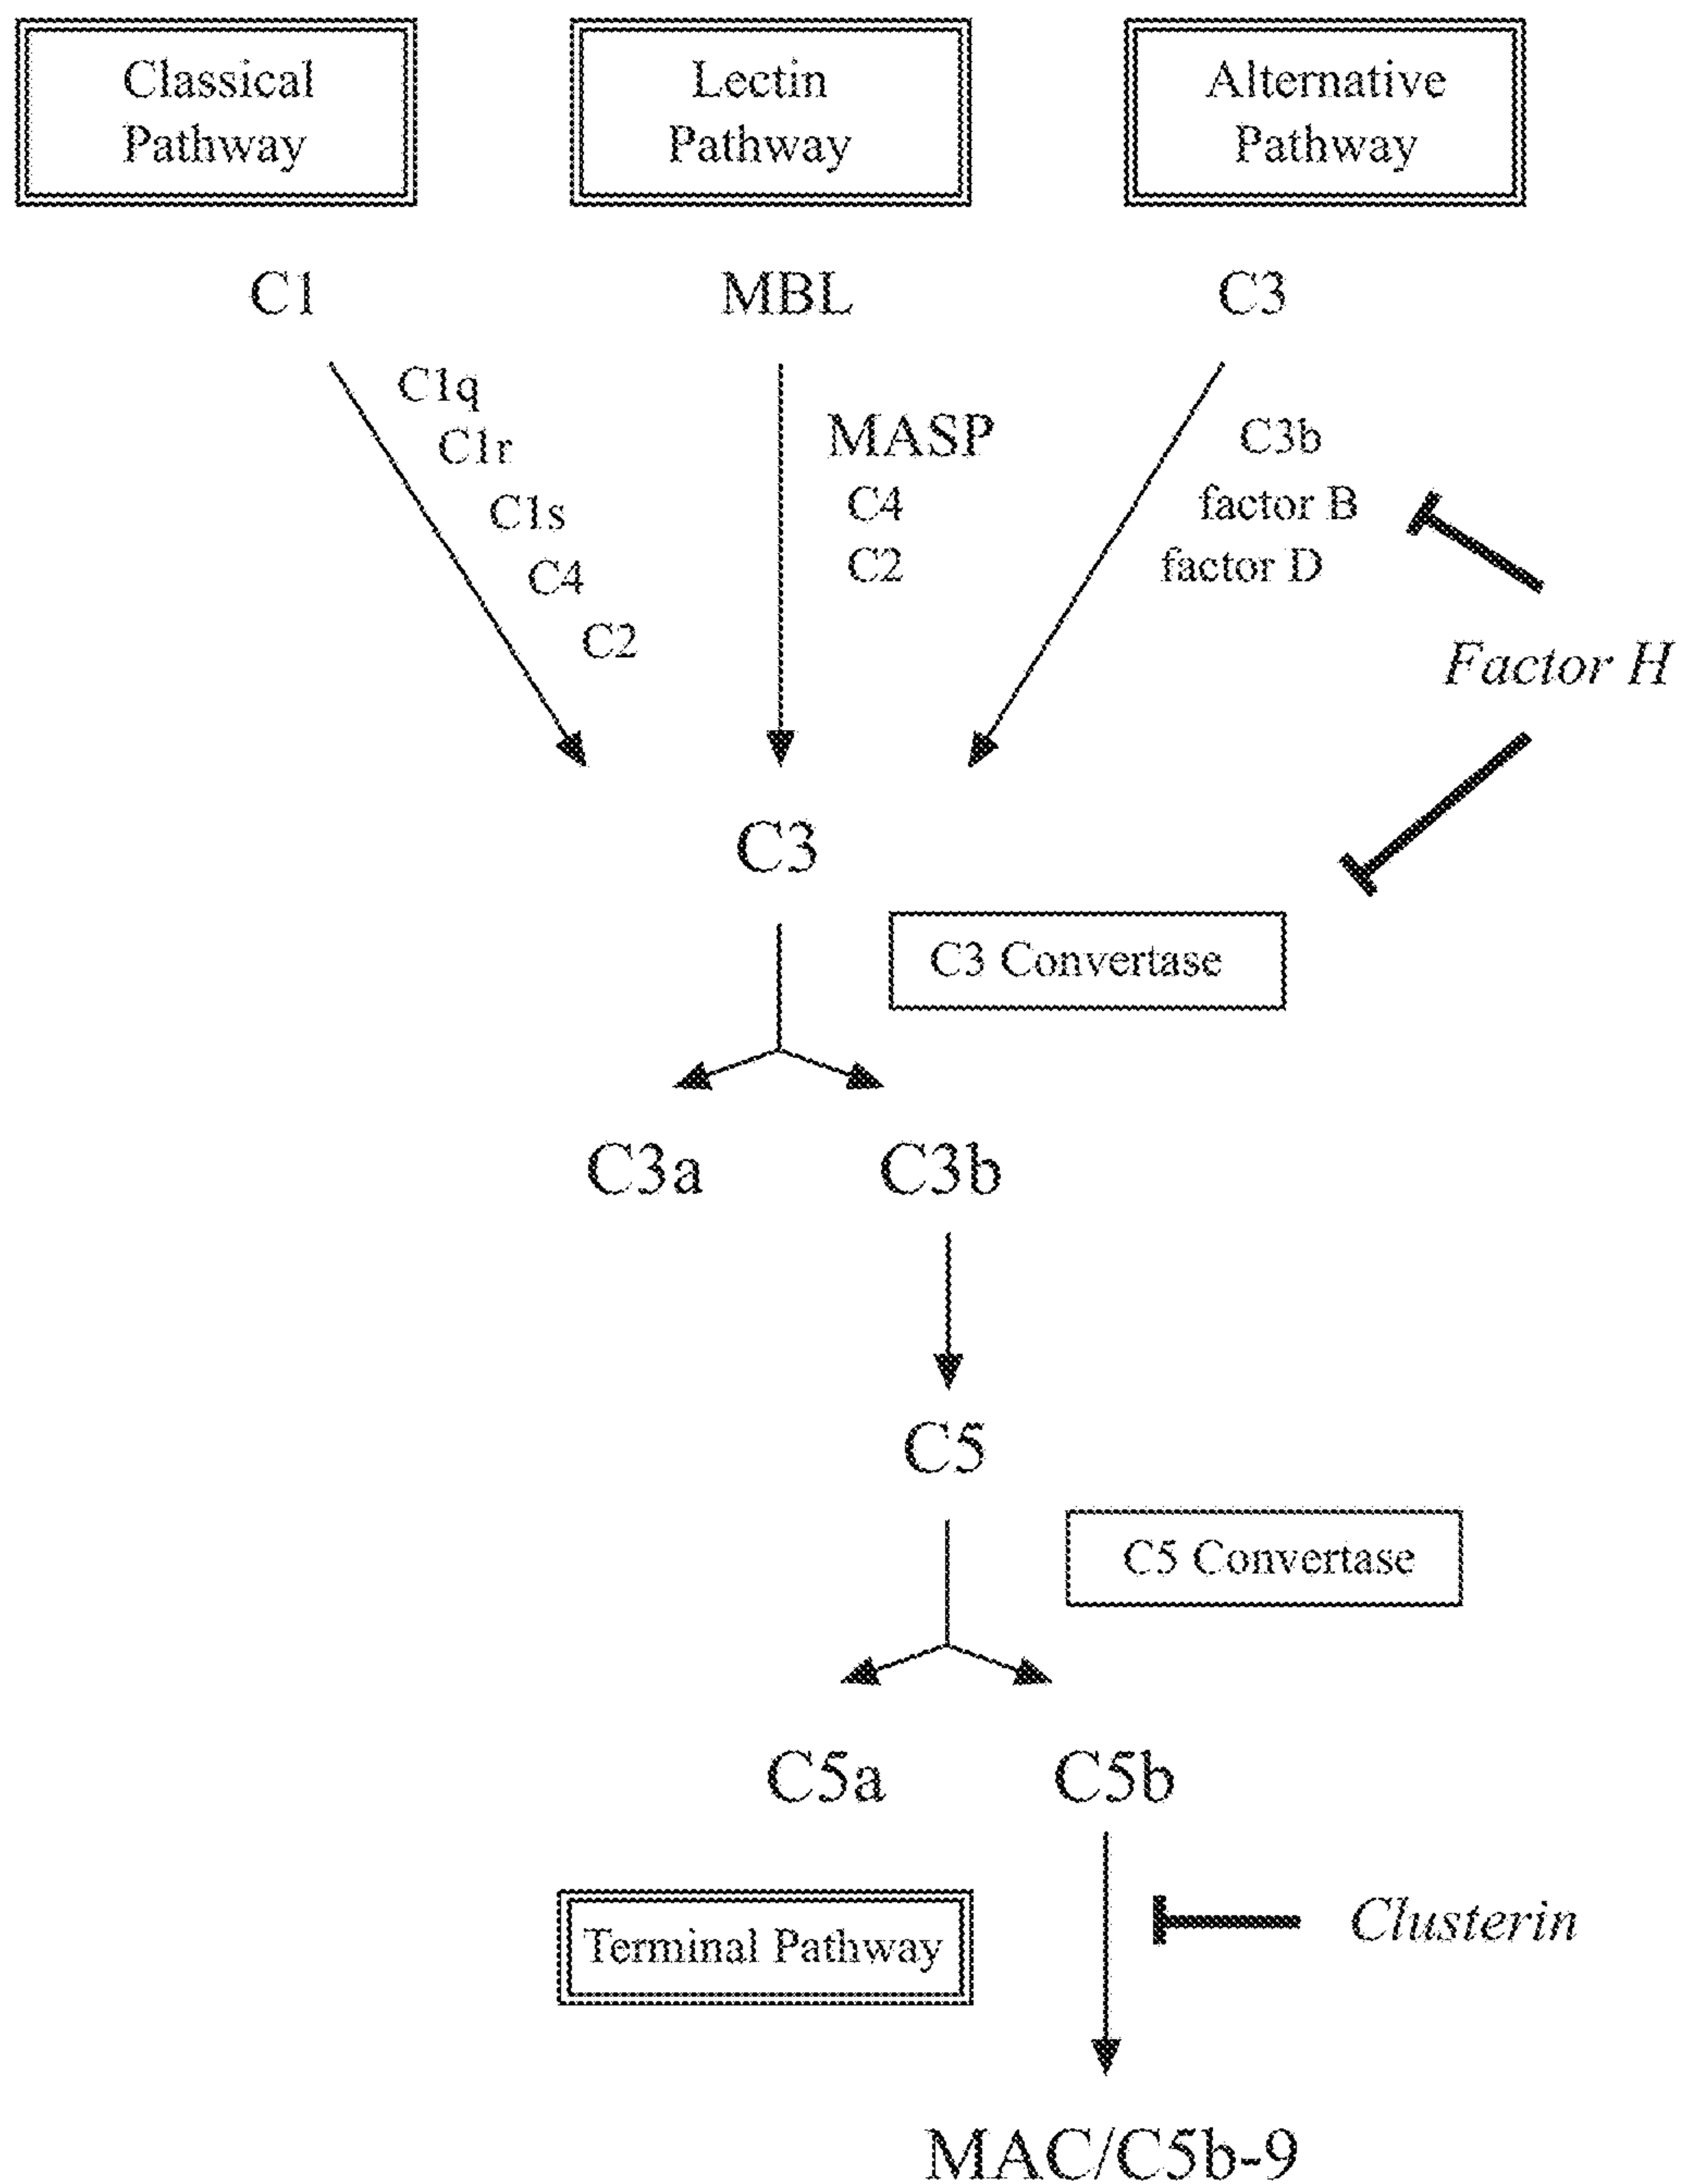 Classical
Pathway
Lectin
Pathway
Alternative
Pathway
C1
MBL
C3
C1q
C1r
C1s
C4
C2
MASP
C4
C2
C3b
factor B
factor D
Factor H
C3
C3 Convertase
C3a
C3b
C5
C5 Convertase
C5a
C5b
Terminal Pathway
Clusterin
MAC/C5b-9